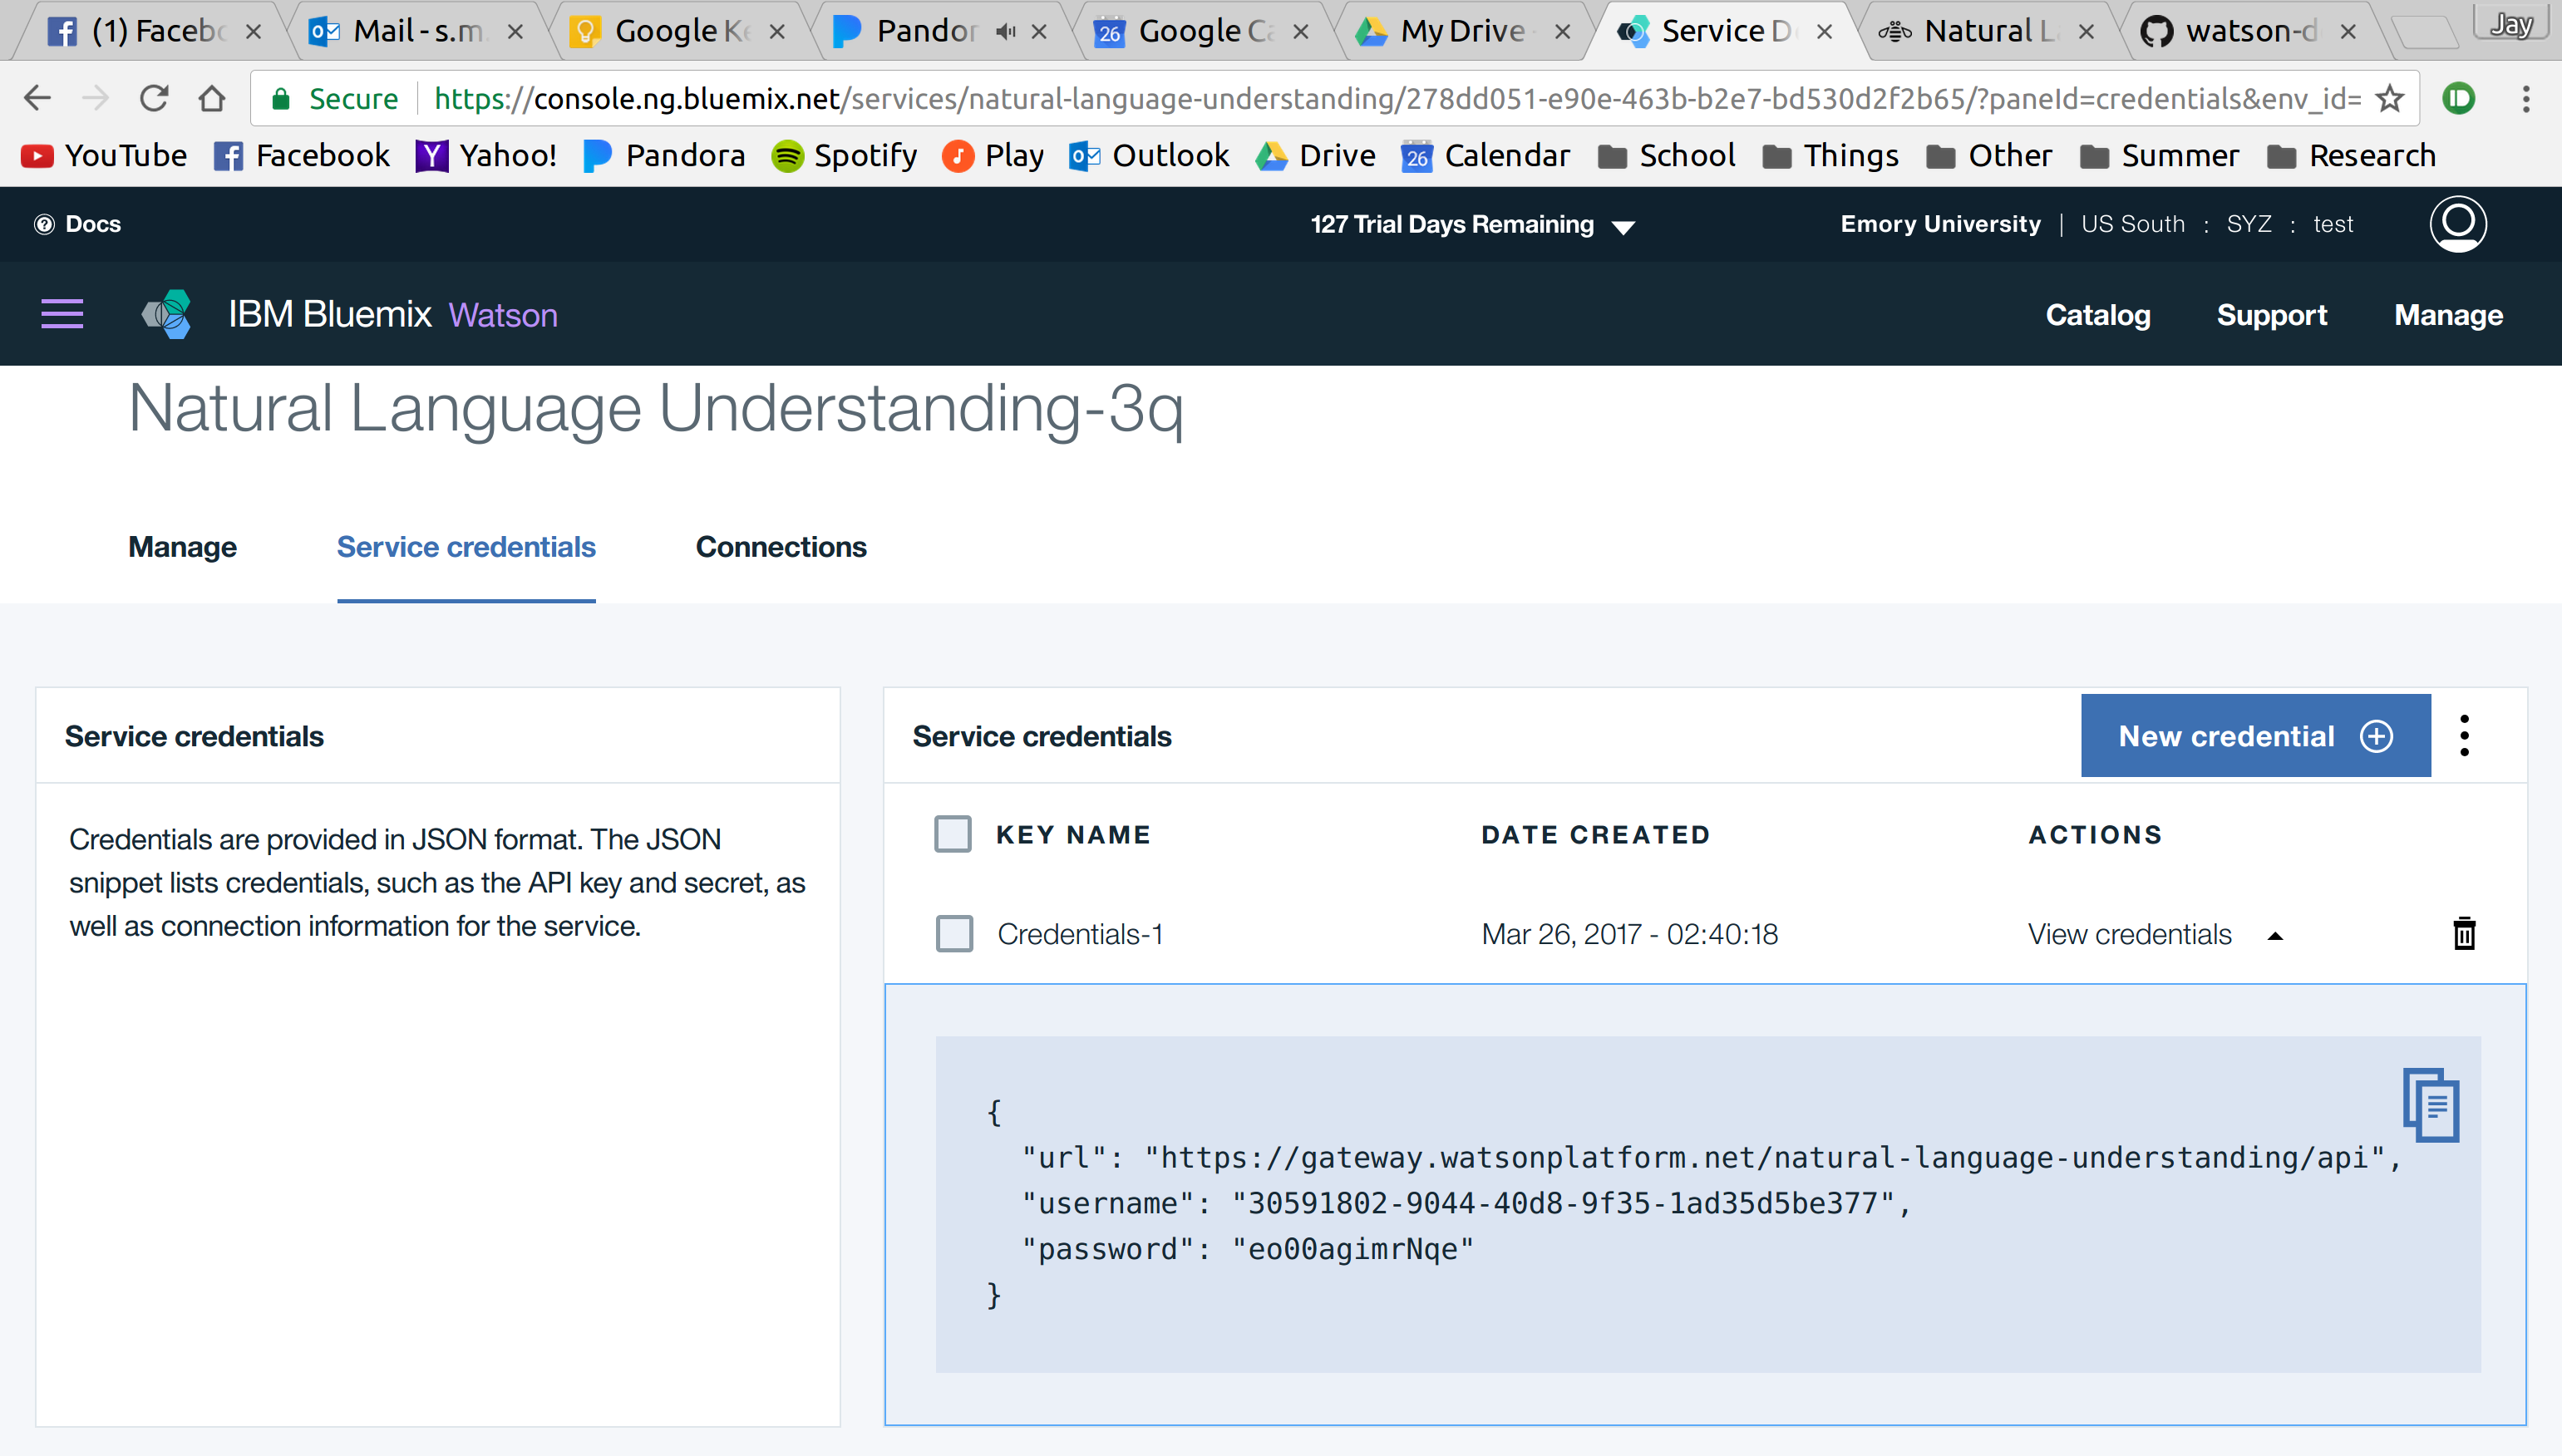 (1) Facebo
Mail - s.m.
Google Ke
Pandor
Google Ca
My Drive
Service D
Natural L
watson-d
Jay
Secure https://console.ng.bluemix.net/services/natural-language-understanding/278dd051-e90e-463b-b2e7-bd530d2f2b65/?paneId=credentials&env_id=
YouTube Facebook Yahoo! Pandora Spotify Play Outlook Drive Calendar School Things Other Summer Research
Docs
127 Trial Days Remaining
Emory University | US South : SYZ : test
IBM Bluemix Watson
Catalog Support Manage
Natural Language Understanding-3q
Manage Service credentials Connections
Service credentials
Credentials are provided in JSON format. The JSON
snippet lists credentials, such as the API key and secret, as
well as connection information for the service.
Service credentials
New credential
KEY NAME DATE CREATED ACTIONS
Credentials-1 Mar 26, 2017 - 02:40:18 View credentials
{
"url": "https://gateway.watsonplatform.net/natural-language-understanding/api",
"username": "30591802-9044-40d8-9f35-1ad35d5be377",
"password": "eo00agimrNqe"
}